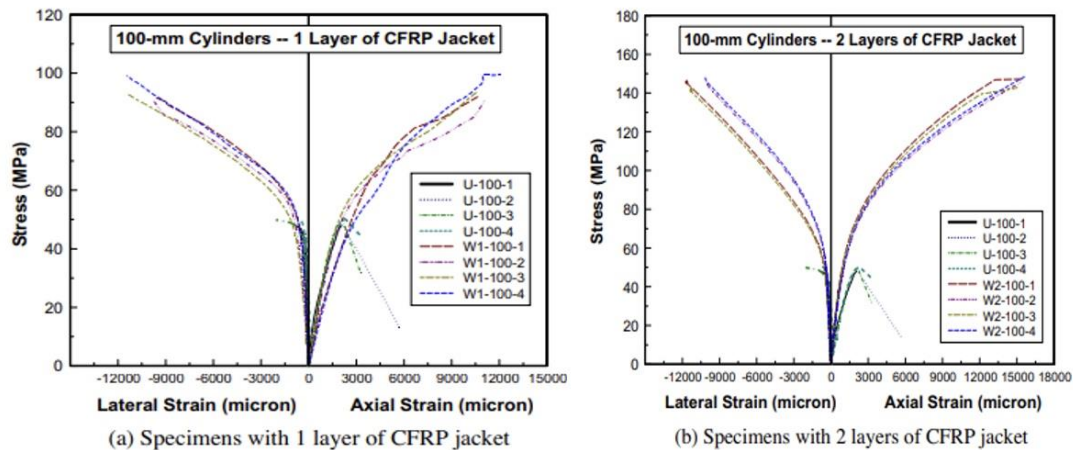 100-mm Cylinders -- 1 Layer of CFRP Jacket
Stress (MPa)
120
100
80
60
40
20
0
U-100-1
U-100-2
U-100-3
U-100-4
W1-100-1
W1-100-2
W1-100-3
W1-100-4
-12000 -9000 -6000 -3000 0 3000 6000 9000 12000 15000
Lateral Strain (micron) Axial Strain (micron)
(a) Specimens with 1 layer of CFRP jacket
100-mm Cylinders -- 2 Layers of CFRP Jacket
Stress (MPa)
180
160
140
120
100
80
60
40
20
0
U-100-1
U-100-2
U-100-3
U-100-4
W2-100-1
W2-100-2
W2-100-3
W2-100-4
-12000 -9000 -6000 -3000 0 3000 6000 9000 12000 15000 18000
Lateral Strain (micron) Axial Strain (micron)
(b) Specimens with 2 layers of CFRP jacket